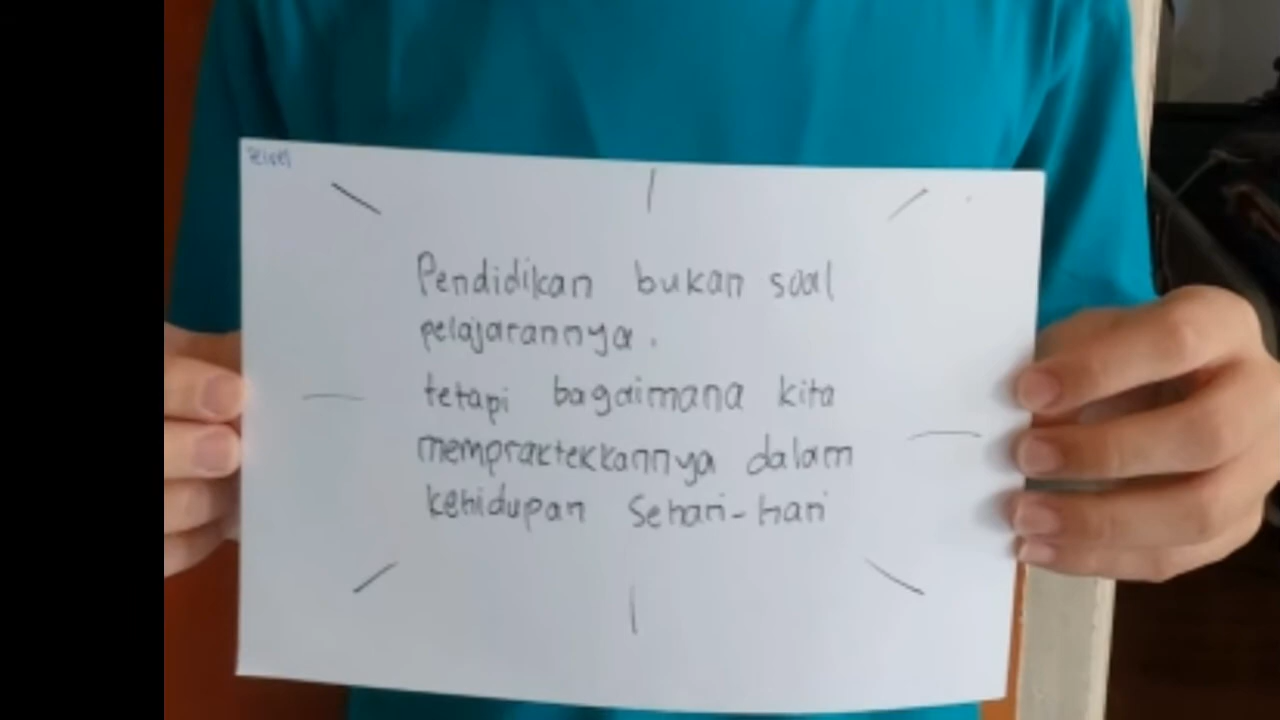 Pendidikan bukan soal
pelajarannya.
tetapi bagaimana kita
mempraktekkannya dalam
kehidupan Sehari-hari